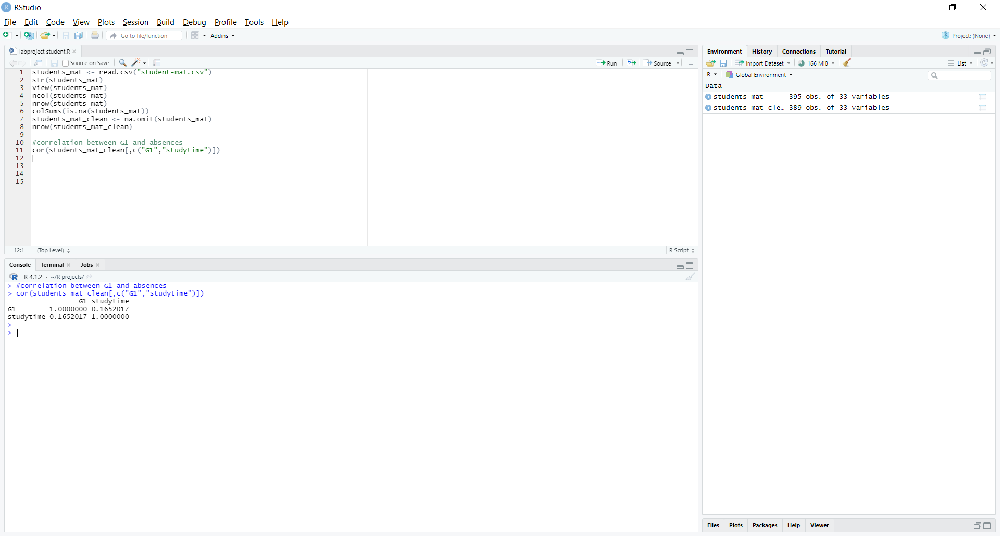 RStudio
File Edit Code View Plots Session Build Debug Profile Tools Help
Go to file/function Addins Project: (None)
labproject student.R
Source on Save Run Source
1 students_mat <- read.csv("student-mat.csv")
2 str(students_mat)
3 View(students_mat)
4 ncol(students_mat)
5 nrow(students_mat)
6 colSums(is.na(students_mat))
7 students_mat_clean <- na.omit(students_mat)
8 nrow(students_mat_clean)
9
10 #correlation between G1 and absences
11 cor(students_mat_clean[,c("G1","studytime")])
12
13
14
15
12:1 (Top Level) R Script
Console Terminal Jobs
R R 4.1.2 · ~/R projects/
> #correlation between G1 and absences
> cor(students_mat_clean[,c("G1","studytime")])
G1 studytime
G1 1.0000000 0.1652017
studytime 0.1652017 1.0000000
>
>
Environment History Connections Tutorial
Import Dataset 166 MiB List
R Global Environment
Data
students_mat 395 obs. of 33 variables
students_mat_cle… 389 obs. of 33 variables
Files Plots Packages Help Viewer